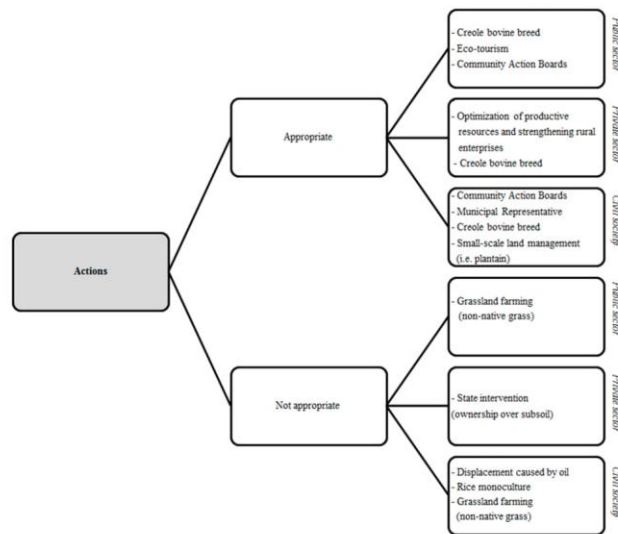 - Creole bovine breed
- Eco-tourism
- Community Action Boards
Public sector
Appropriate
- Optimization of productive
resources and strengthening rural
enterprises
- Creole bovine breed
Private sector
- Community Action Boards
- Municipal Representative
- Creole bovine breed
- Small-scale land management
(i.e. plantain)
Civil society
Actions
- Grassland farming
(non-native grass)
Public sector
Not appropriate
- State intervention
(ownership over subsoil)
Private sector
- Displacement caused by oil
- Rice monoculture
- Grassland farming
(non-native grass)
Civil society